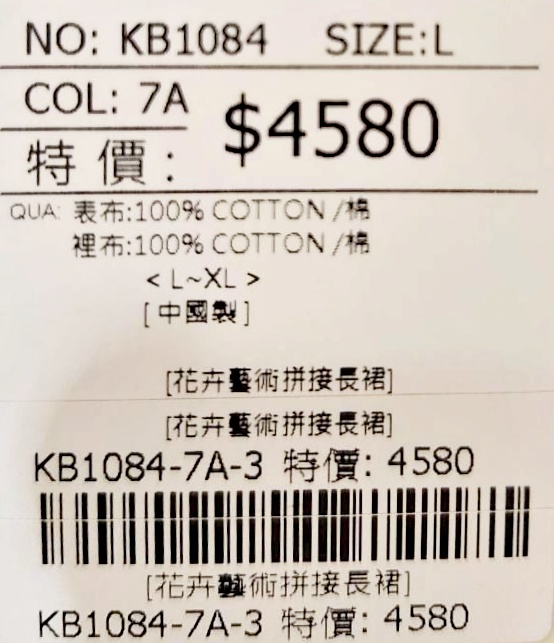 NO: KB1084 SIZE:L
COL: 7A
特價: $4580
QUA: 表布:100% COTTON /棉
裡布:100% COTTON /棉
< L~XL >
[中國製]
[花卉藝術拼接長裙]
[花卉藝術拼接長裙]
KB1084-7A-3 特價: 4580
[花卉藝術拼接長裙]
KB1084-7A-3 特價: 4580